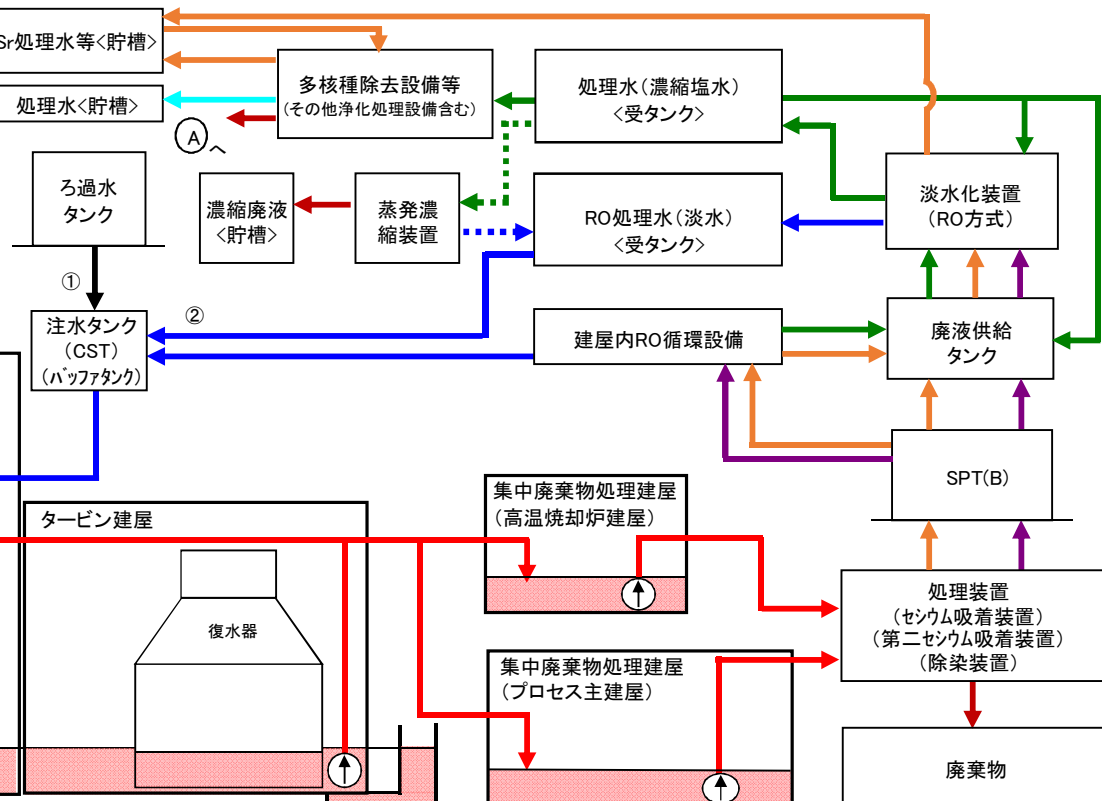 Sr処理水等<貯槽>
処理水<貯槽>
多核種除去設備等
(その他浄化処理設備含む)
A
へ
処理水(濃縮塩水)
<受タンク>
淡水化装置
(RO方式)
ろ過水
タンク
濃縮廃液
<貯槽>
蒸発濃
縮装置
RO処理水(淡水)
<受タンク>
①
②
注水タンク
(CST)
(バッファタンク)
建屋内RO循環設備
廃液供給
タンク
SPT(B)
集中廃棄物処理建屋
(高温焼却炉建屋)
タービン建屋
復水器
処理装置
(セシウム吸着装置)
(第二セシウム吸着装置)
(除染装置)
集中廃棄物処理建屋
(プロセス主建屋)
廃棄物